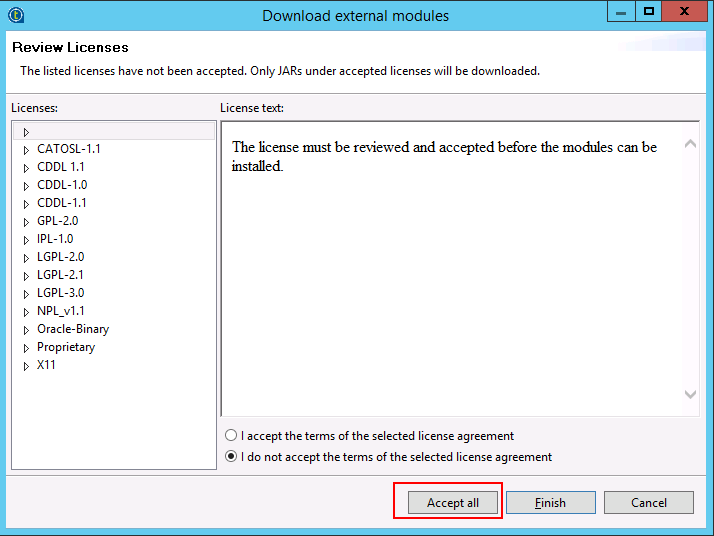 Download external modules
Review Licenses
The listed licenses have not been accepted. Only JARs under accepted licenses will be downloaded.
Licenses:
License text:
CATOSL-1.1
CDDL 1.1
CDDL-1.0
CDDL-1.1
GPL-2.0
IPL-1.0
LGPL-2.0
LGPL-2.1
LGPL-3.0
NPL_v1.1
Oracle-Binary
Proprietary
X11
The license must be reviewed and accepted before the modules can be
installed.
I accept the terms of the selected license agreement
I do not accept the terms of the selected license agreement
Accept all
Finish
Cancel